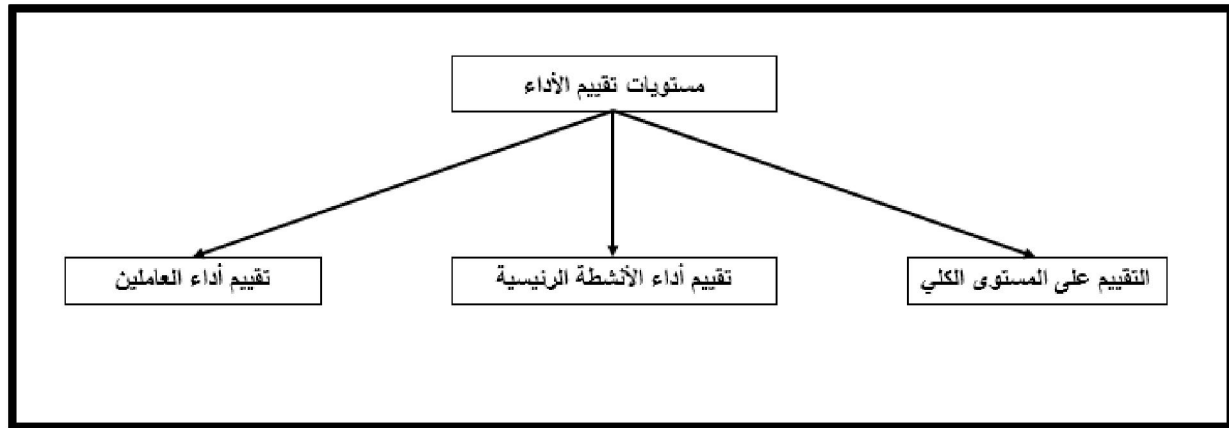 مستويات تقييم الأداء
التقييم على المستوى الكلي
تقييم أداء الأنشطة الرئيسية
تقييم أداء العاملين